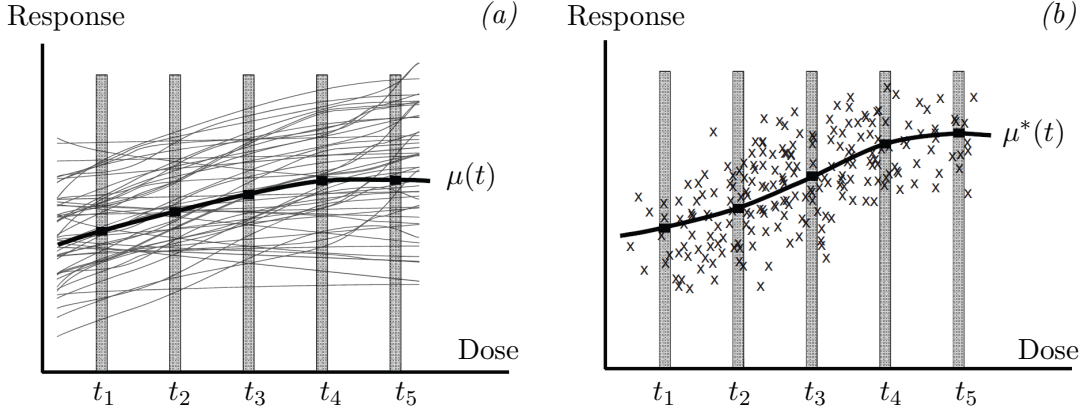 Response (a)
μ(t)
Dose
t₁ t₂ t₃ t₄ t₅
Response (b)
μ*(t)
Dose
t₁ t₂ t₃ t₄ t₅